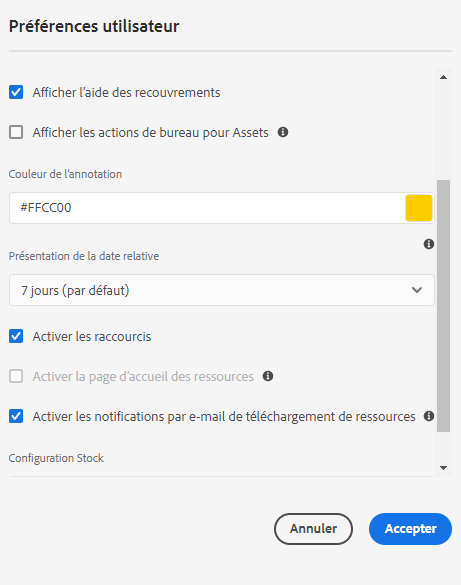 Préférences utilisateur
Afficher l'aide des recouvrements
Afficher les actions de bureau pour Assets
Couleur de l'annotation
#FFCC00
Présentation de la date relative
7 jours (par défaut)
Activer les raccourcis
Activer la page d'accueil des ressources
Activer les notifications par e-mail de téléchargement de ressources
Configuration Stock
Annuler
Accepter